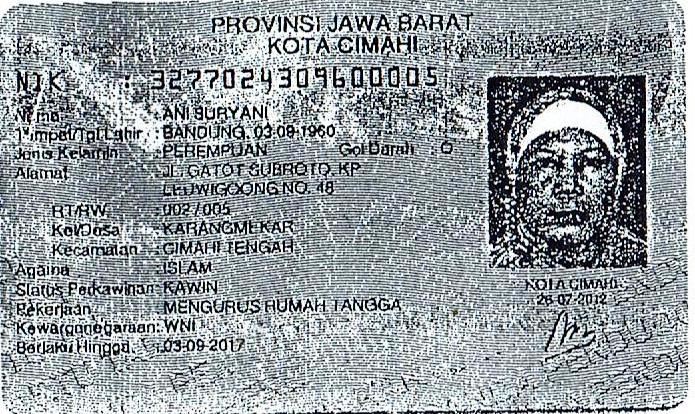 PROVINSI JAWA BARAT
KOTA CIMAHI
NIK : 3277024309600005
Nama : ANI SURYANI
Tempat/Tgl Lahir : BANDUNG, 03-09-1960
Jenis Kelamin : PEREMPUAN Gol Darah : O
Alamat : JL. GATOT SUBROTO, KP
LEUWIGOONG NO. 48
RT/RW : 002 / 005
Kel/Desa : KARANGMEKAR
Kecamatan : CIMAHI TENGAH
Agama : ISLAM
Status Perkawinan : KAWIN
Pekerjaan : MENGURUS RUMAH TANGGA
Kewarganegaraan : WNI
Berlaku Hingga : 03-09-2017
KOTA CIMAHI
26-07-2012